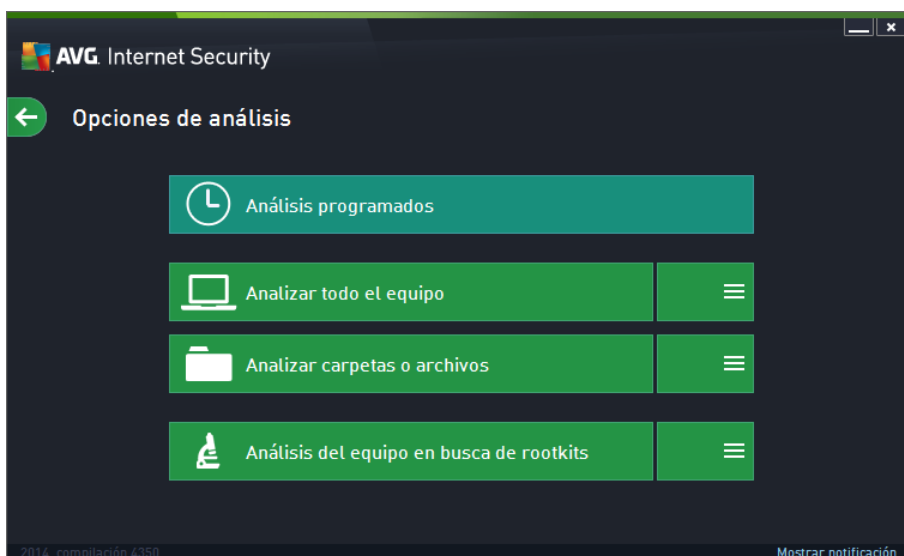 AVG. Internet Security
Opciones de análisis
Análisis programados
Analizar todo el equipo
Analizar carpetas o archivos
Análisis del equipo en busca de rootkits
2014 compilación 4350
Mostrar notificación